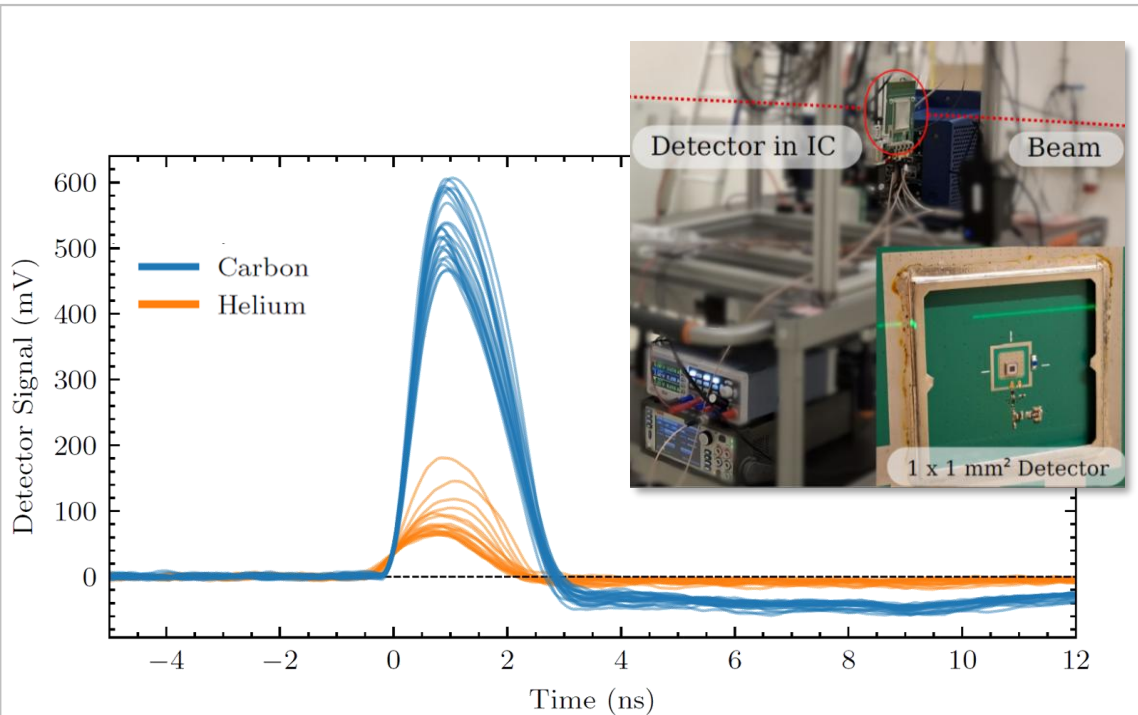 Detector in IC
Beam
1 x 1 mm² Detector
Carbon
Helium
Detector Signal (mV)
600
500
400
300
200
100
0
−4 −2 0 2 4 6 8 10 12
Time (ns)